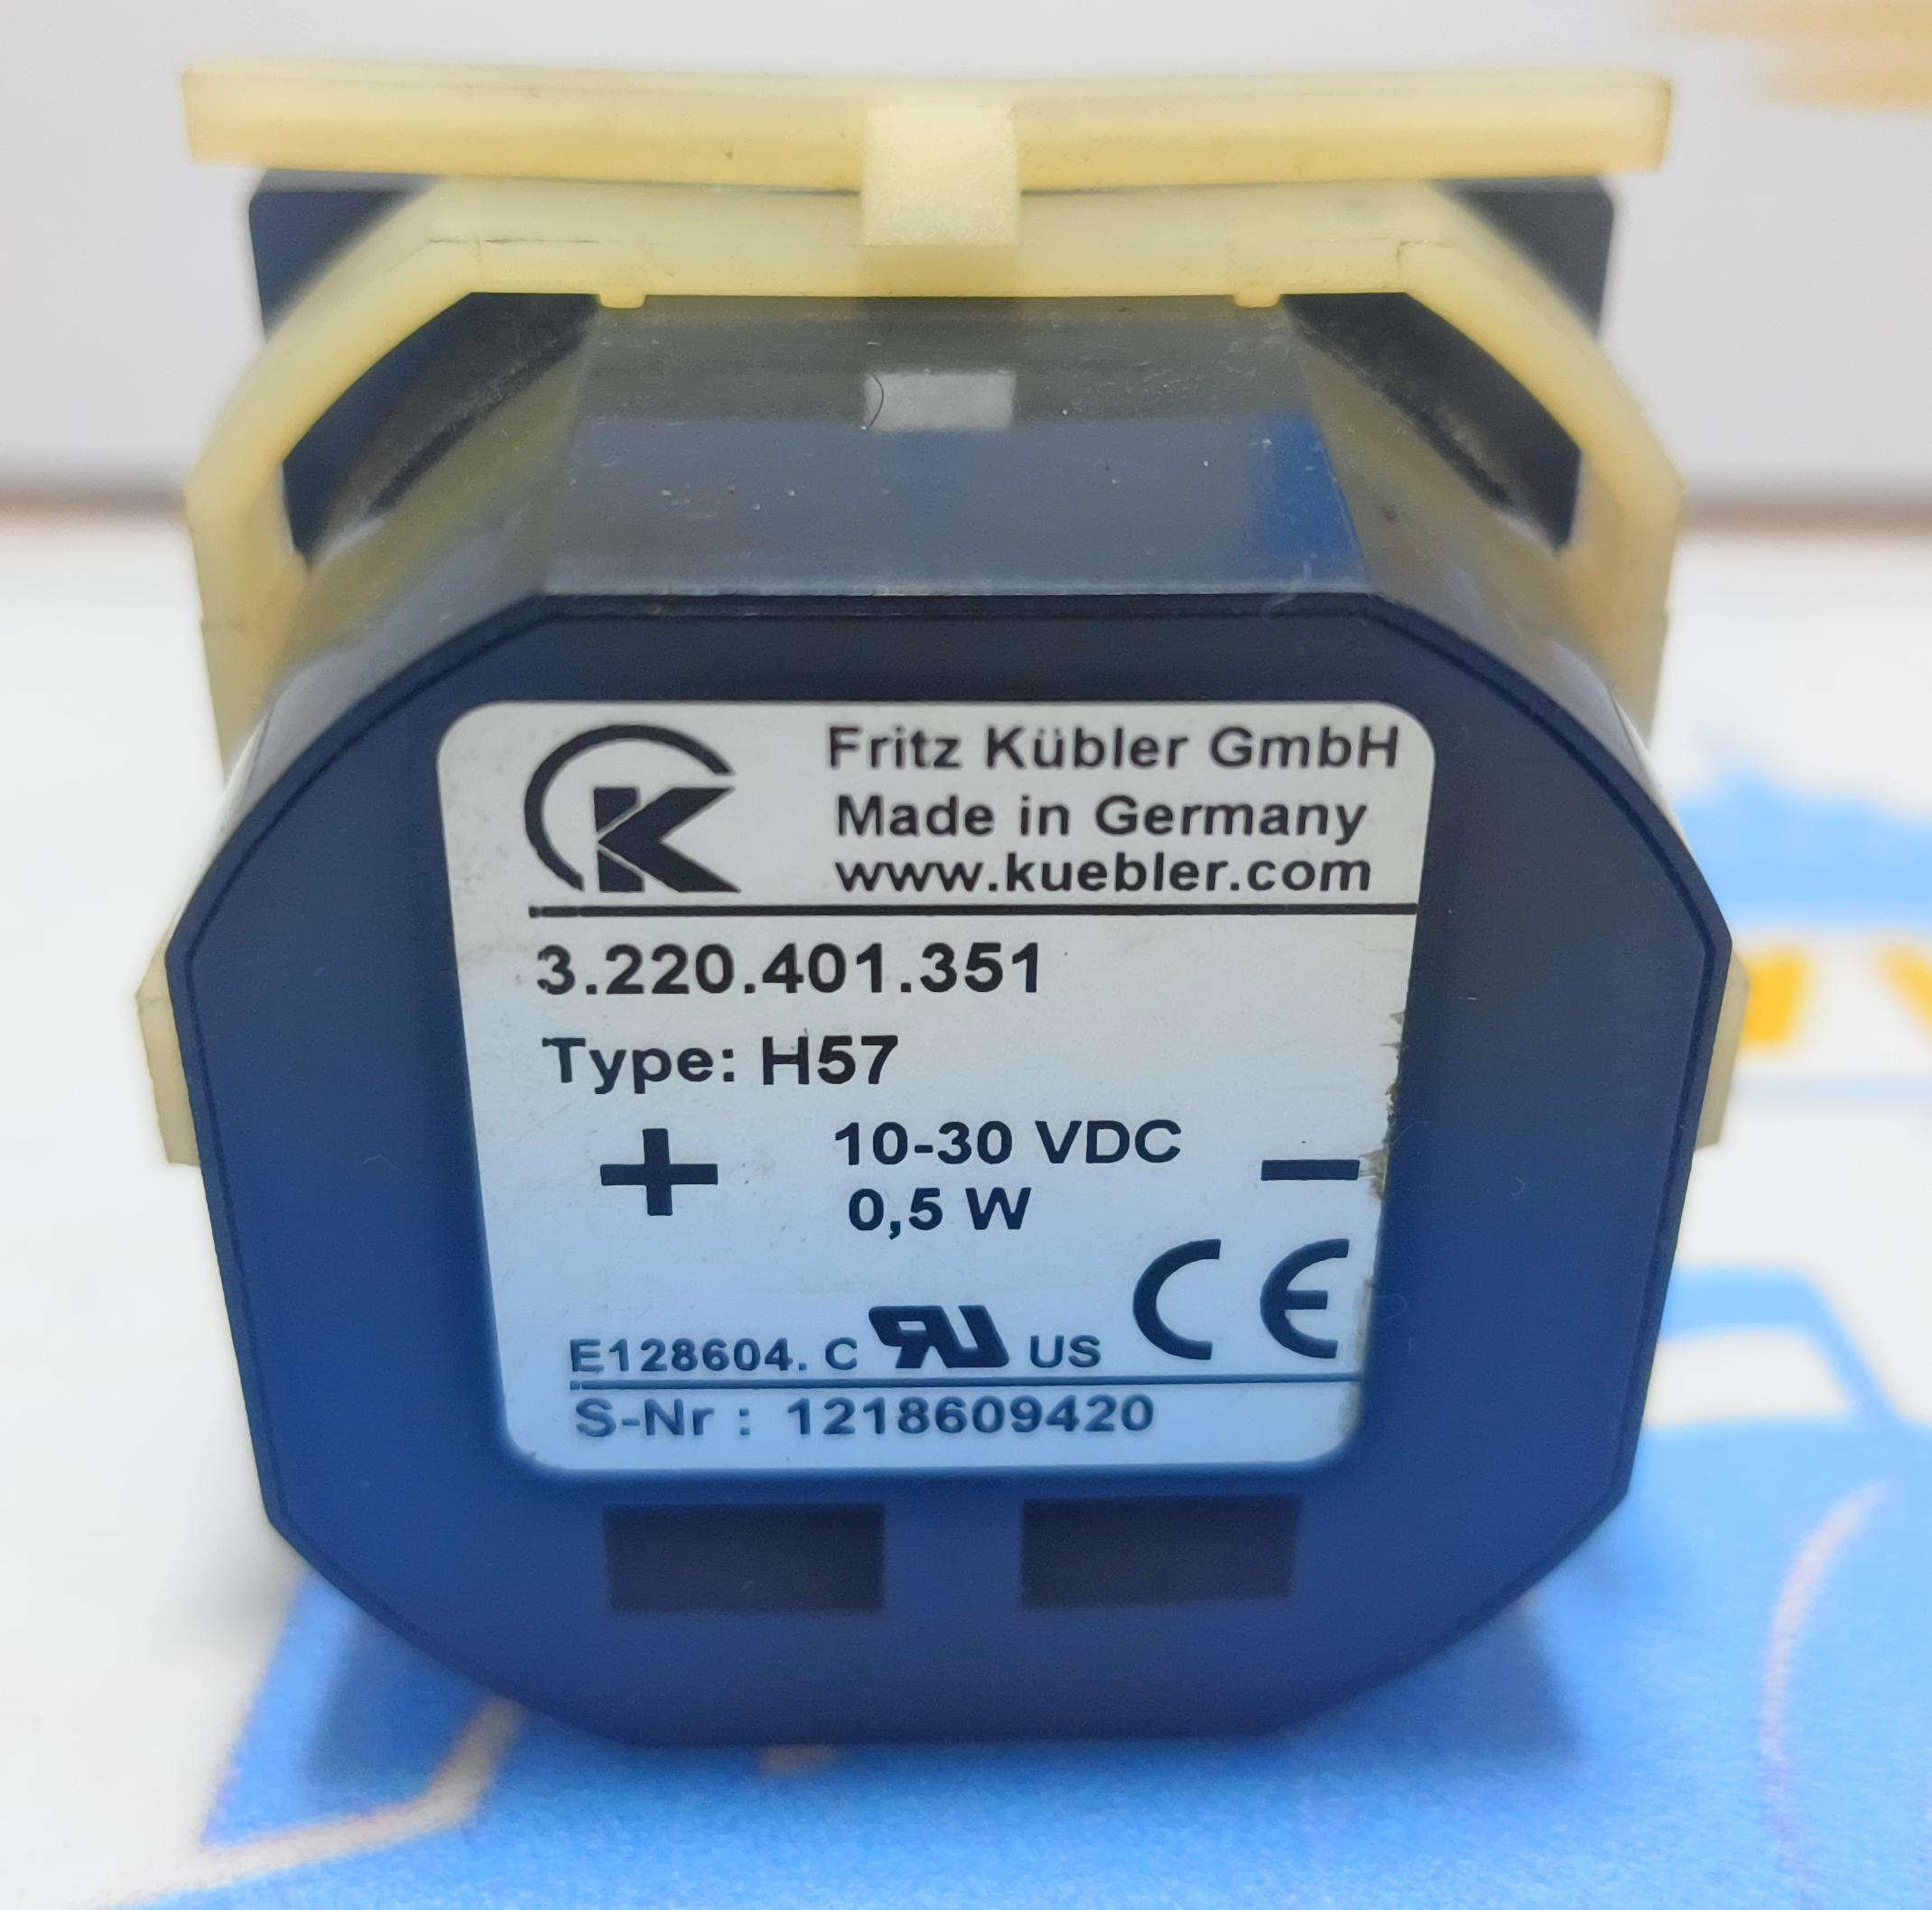 K
Fritz Kübler GmbH
Made in Germany
www.kuebler.com
3.220.401.351
Type: H57
+ 10-30 VDC −
0,5 W
CE
E128604. C RU US
S-Nr : 1218609420